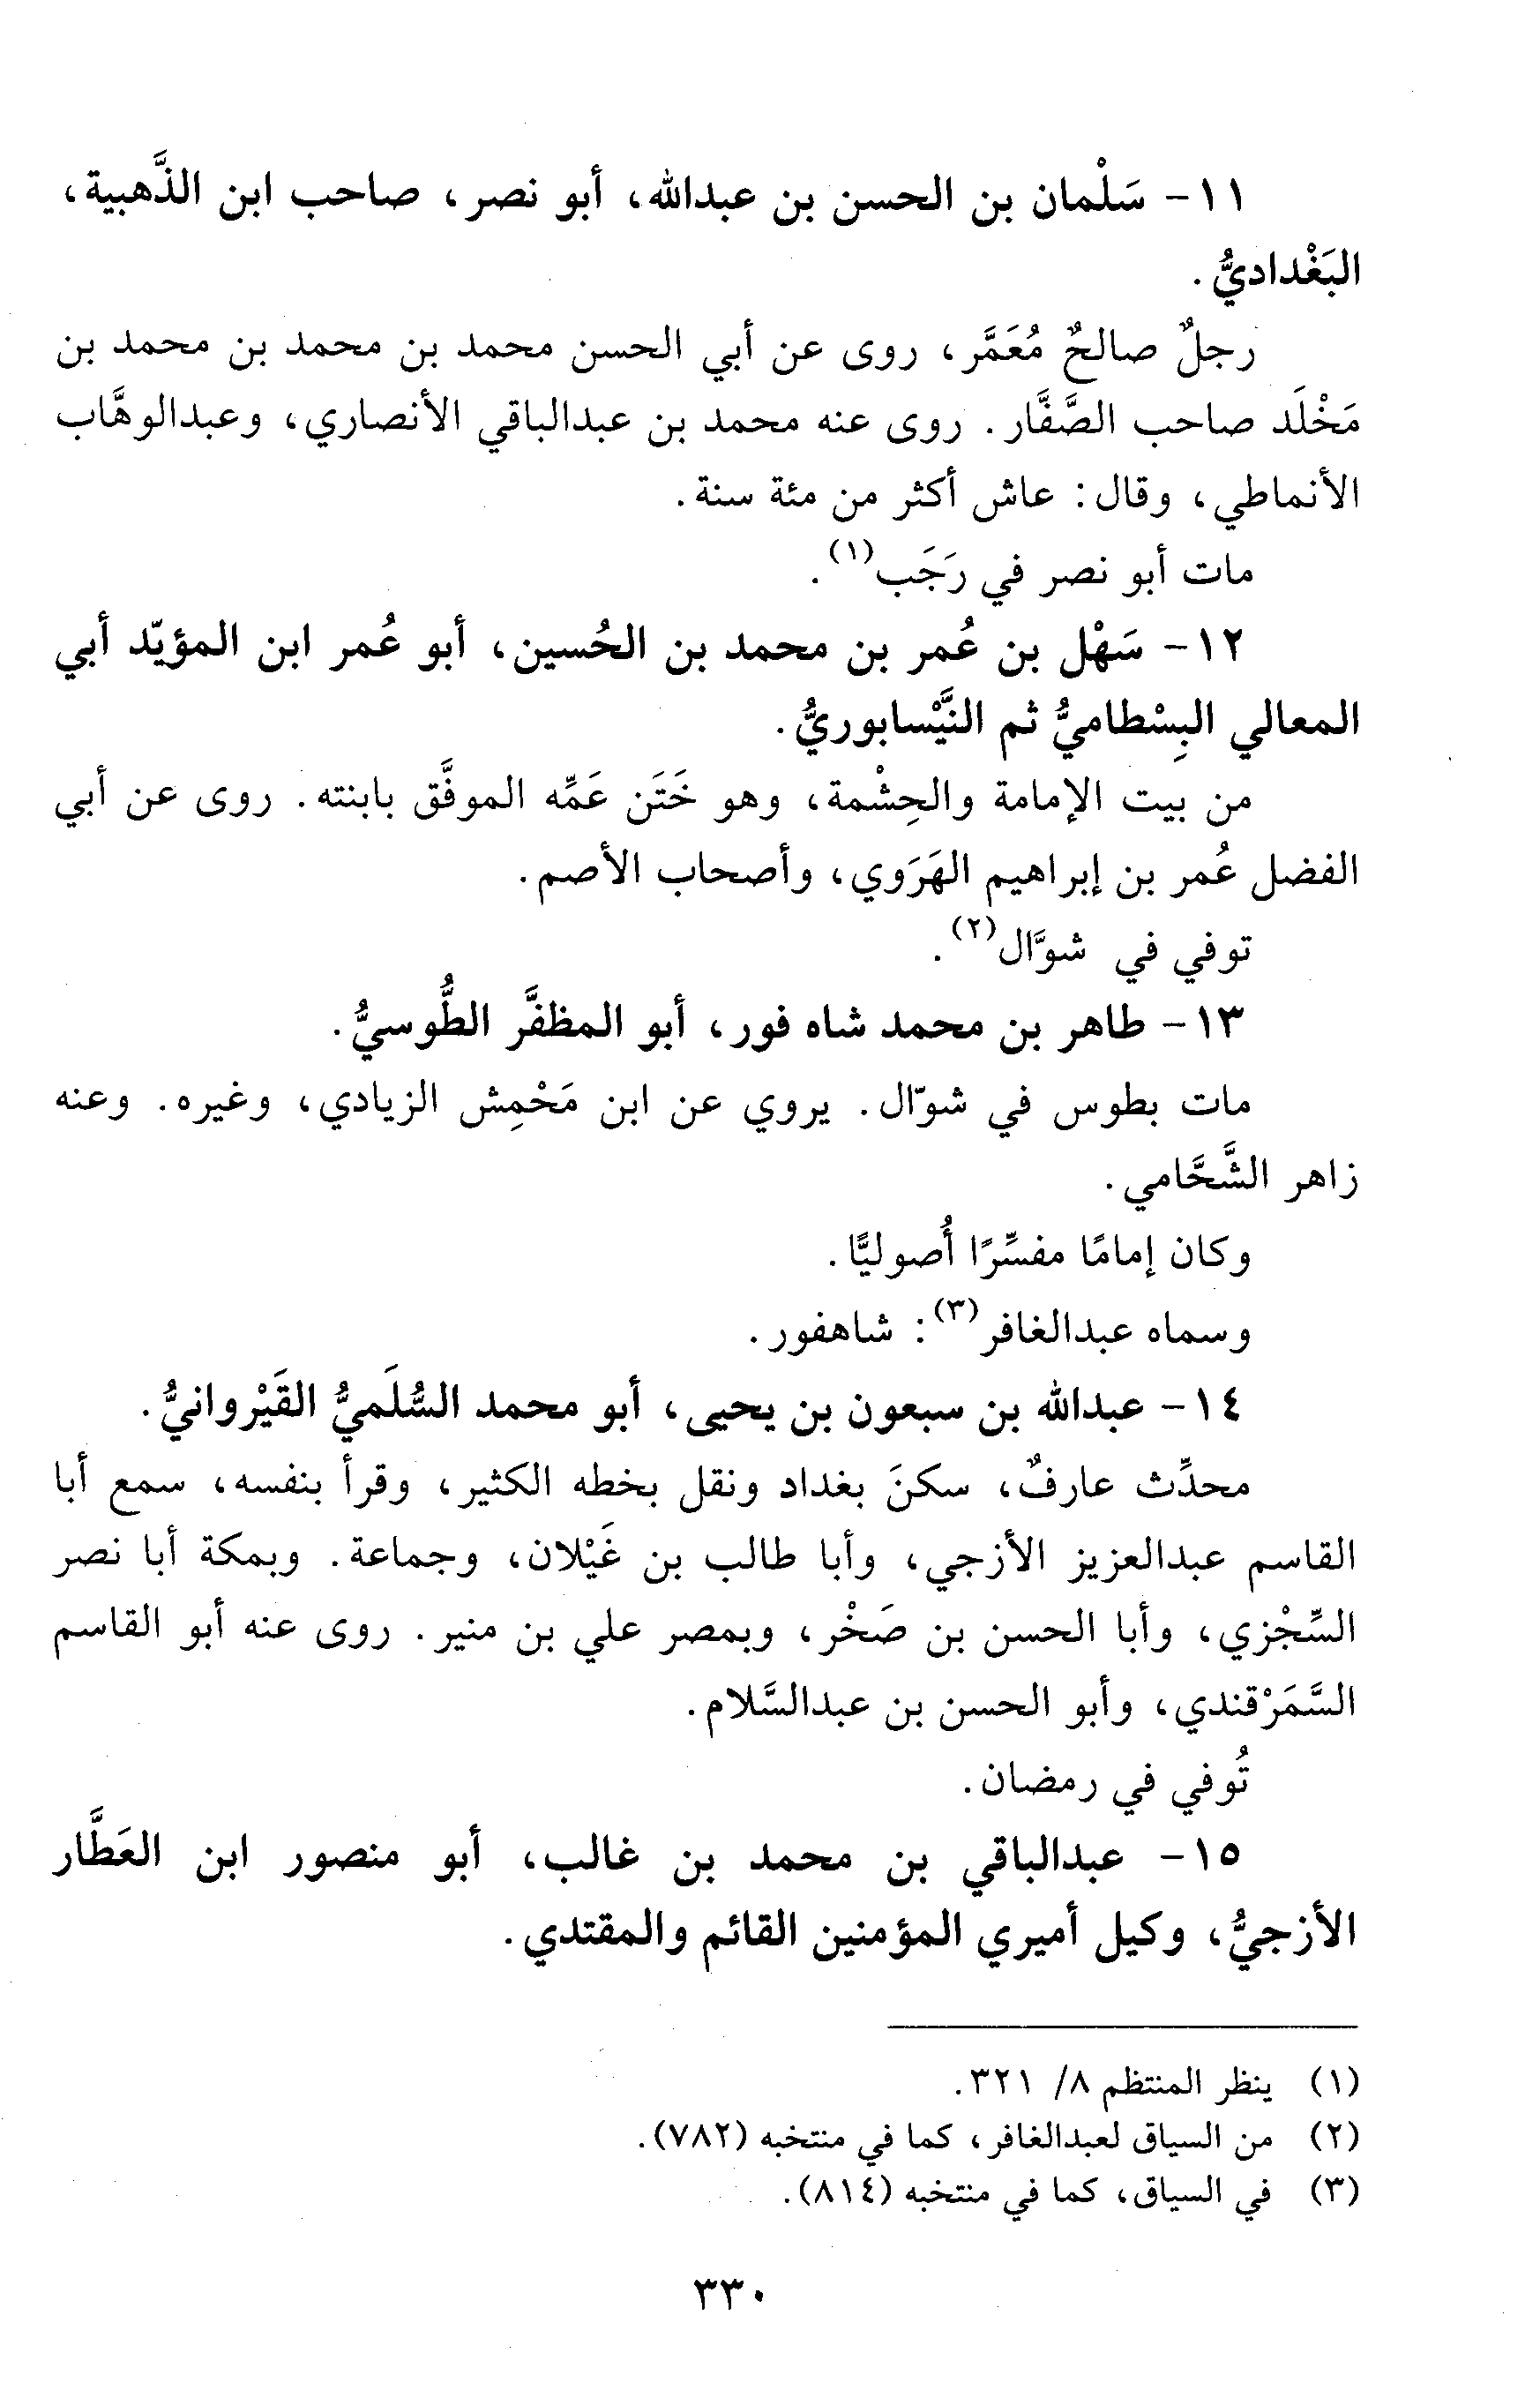 ١١- سَلْمان بن الحسن بن عبدالله، أبو نصر، صاحب ابن الذَّهبية،
البَغْداديُّ.
رجلٌ صالحٌ مُعَمَّر، روى عن أبي الحسن محمد بن محمد بن محمد بن
مَخْلَد صاحب الصَّفَّار. روى عنه محمد بن عبدالباقي الأنصاري، وعبدالوهَّاب
الأنماطي، وقال: عاش أكثر من مئة سنة.
مات أبو نصر في رَجَب(١).
١٢- سَهْل بن عُمر بن محمد بن الحُسين، أبو عُمر ابن المؤيّد أبي
المعالي البِسْطاميُّ ثم النَّيْسابوريُّ.
من بيت الإمامة والحِشْمة، وهو خَتَن عَمِّه الموفَّق بابنته. روى عن أبي
الفضل عُمر بن إبراهيم الهَرَوي، وأصحاب الأصم.
توفي في شوَّال(٢).
١٣- طاهر بن محمد شاه فور، أبو المظفَّر الطُّوسيُّ.
مات بطوس في شوّال. يروي عن ابن مَحْمِش الزيادي، وغيره. وعنه
زاهر الشَّحَّامي.
وكان إمامًا مفسِّرًا أُصوليًّا.
وسماه عبدالغافر(٣): شاهفور.
١٤- عبدالله بن سبعون بن يحيى، أبو محمد السُّلَميُّ القَيْروانيُّ.
محدِّث عارفٌ، سكنَ بغداد ونقل بخطه الكثير، وقرأ بنفسه، سمع أبا
القاسم عبدالعزيز الأزجي، وأبا طالب بن غَيْلان، وجماعة. وبمكة أبا نصر
السِّجْزي، وأبا الحسن بن صَخْر، وبمصر علي بن منير. روى عنه أبو القاسم
السَّمَرْقندي، وأبو الحسن بن عبدالسَّلام.
تُوفي في رمضان.
١٥- عبدالباقي بن محمد بن غالب، أبو منصور ابن العَطَّار
الأزجيُّ، وكيل أميري المؤمنين القائم والمقتدي.
(١) ينظر المنتظم ٨/ ٣٢١.
(٢) من السياق لعبدالغافر، كما في منتخبه (٧٨٢).
(٣) في السياق، كما في منتخبه (٨١٤).
٣٣٠